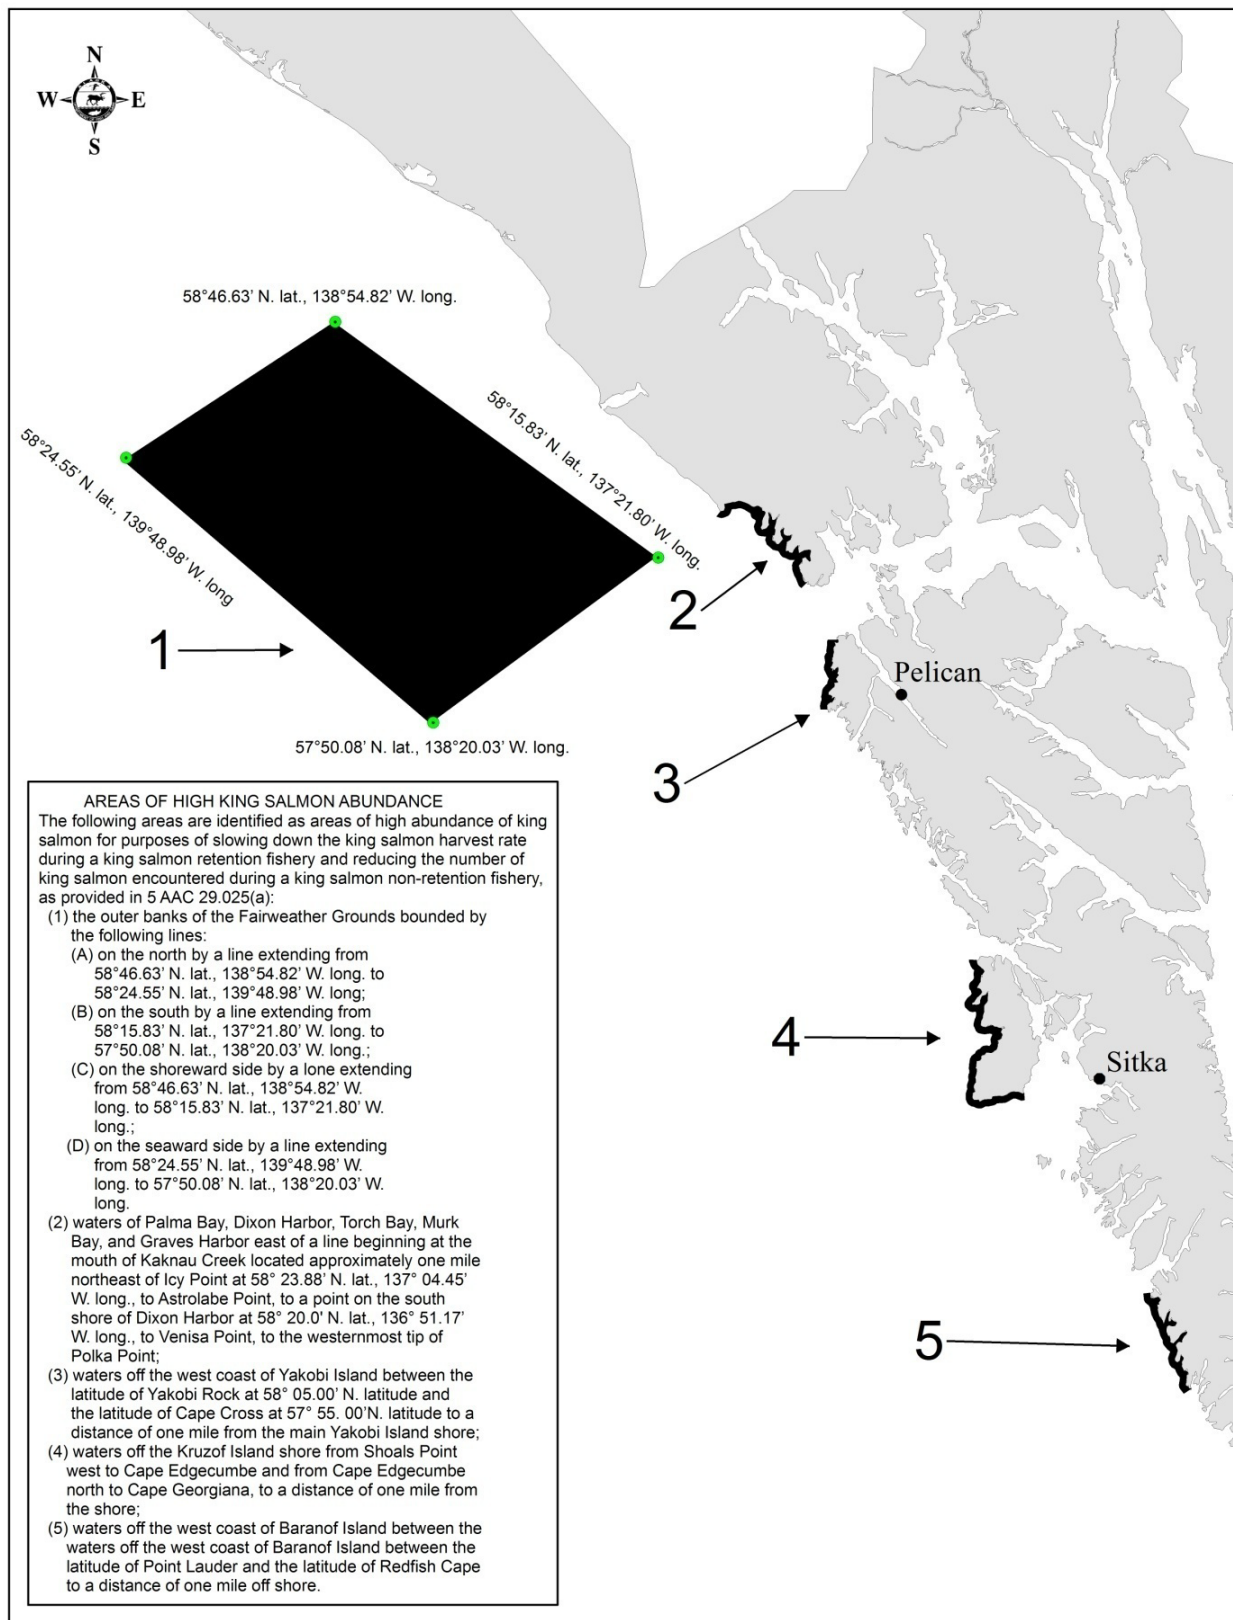 N
W
E
S
58°46.63' N. lat., 138°54.82' W. long.
58°15.83' N. lat., 137°21.80' W. long.
58°24.55' N. lat., 139°48.98' W. long
1
2
57°50.08' N. lat., 138°20.03' W. long.
Pelican
3
AREAS OF HIGH KING SALMON ABUNDANCE
The following areas are identified as areas of high abundance of king
salmon for purposes of slowing down the king salmon harvest rate
during a king salmon retention fishery and reducing the number of
king salmon encountered during a king salmon non-retention fishery,
as provided in 5 AAC 29.025(a):
(1) the outer banks of the Fairweather Grounds bounded by
the following lines:
(A) on the north by a line extending from
58°46.63' N. lat., 138°54.82' W. long. to
58°24.55' N. lat., 139°48.98' W. long;
(B) on the south by a line extending from
58°15.83' N. lat., 137°21.80' W. long. to
57°50.08' N. lat., 138°20.03' W. long.;
(C) on the shoreward side by a lone extending
from 58°46.63' N. lat., 138°54.82' W.
long. to 58°15.83' N. lat., 137°21.80' W.
long.;
(D) on the seaward side by a line extending
from 58°24.55' N. lat., 139°48.98' W.
long. to 57°50.08' N. lat., 138°20.03' W.
long.
(2) waters of Palma Bay, Dixon Harbor, Torch Bay, Murk
Bay, and Graves Harbor east of a line beginning at the
mouth of Kaknau Creek located approximately one mile
northeast of Icy Point at 58° 23.88' N. lat., 137° 04.45'
W. long., to Astrolabe Point, to a point on the south
shore of Dixon Harbor at 58° 20.0' N. lat., 136° 51.17'
W. long., to Venisa Point, to the westernmost tip of
Polka Point;
(3) waters off the west coast of Yakobi Island between the
latitude of Yakobi Rock at 58° 05.00' N. latitude and
the latitude of Cape Cross at 57° 55. 00'N. latitude to a
distance of one mile from the main Yakobi Island shore;
(4) waters off the Kruzof Island shore from Shoals Point
west to Cape Edgecumbe and from Cape Edgecumbe
north to Cape Georgiana, to a distance of one mile from
the shore;
(5) waters off the west coast of Baranof Island between the
waters off the west coast of Baranof Island between the
latitude of Point Lauder and the latitude of Redfish Cape
to a distance of one mile off shore.
4
Sitka
5